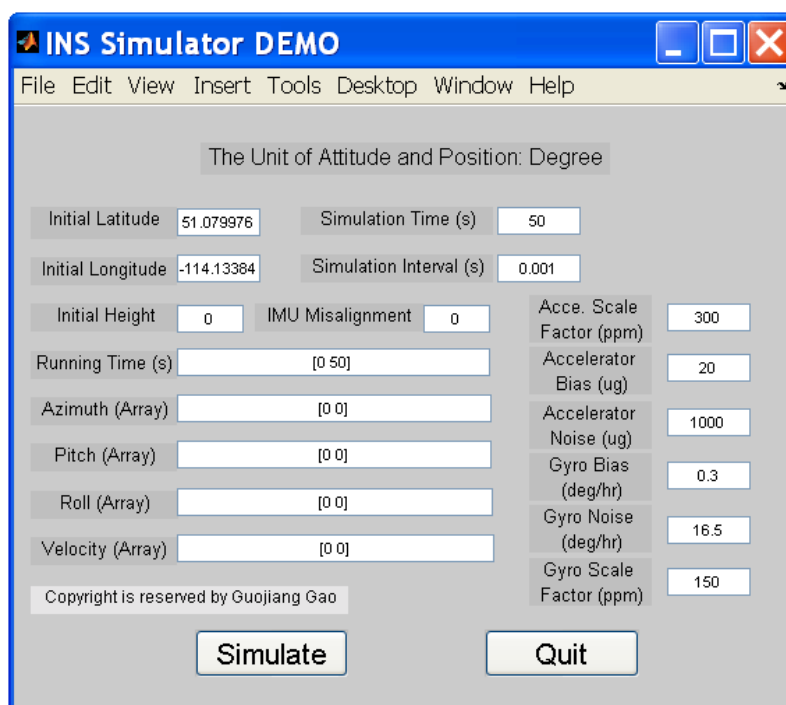 INS Simulator DEMO
File Edit View Insert Tools Desktop Window Help
The Unit of Attitude and Position: Degree
Initial Latitude 51.079976 Simulation Time (s) 50
Initial Longitude -114.13384 Simulation Interval (s) 0.001
Initial Height 0 IMU Misalignment 0
Running Time (s) [0 50]
Azimuth (Array) [0 0]
Pitch (Array) [0 0]
Roll (Array) [0 0]
Velocity (Array) [0 0]
Acce. Scale
Factor (ppm) 300
Accelerator
Bias (ug) 20
Accelerator
Noise (ug) 1000
Gyro Bias
(deg/hr) 0.3
Gyro Noise
(deg/hr) 16.5
Gyro Scale
Factor (ppm) 150
Copyright is reserved by Guojiang Gao
Simulate Quit